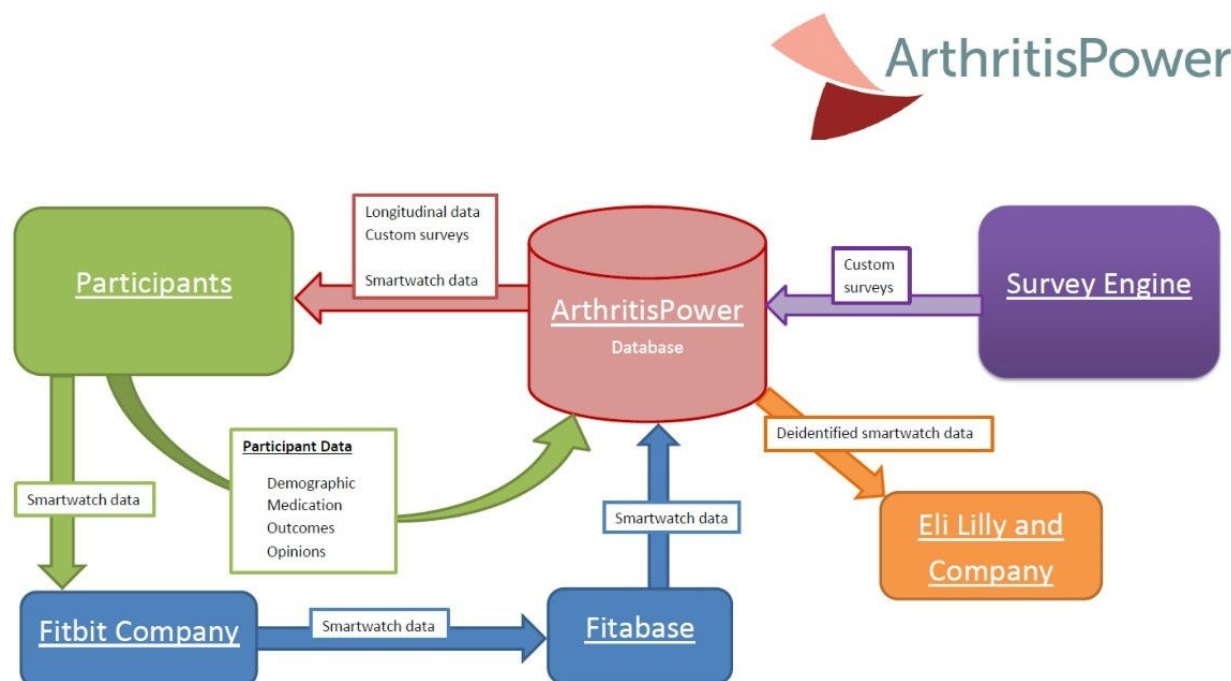 ArthritisPower
Participants
Longitudinal data
Custom surveys
Smartwatch data
ArthritisPower
Database
Custom
surveys
Survey Engine
Smartwatch data
Participant Data
Demographic
Medication
Outcomes
Opinions
Smartwatch data
Deidentified smartwatch data
Eli Lilly and
Company
Fitbit Company
Smartwatch data
Fitabase